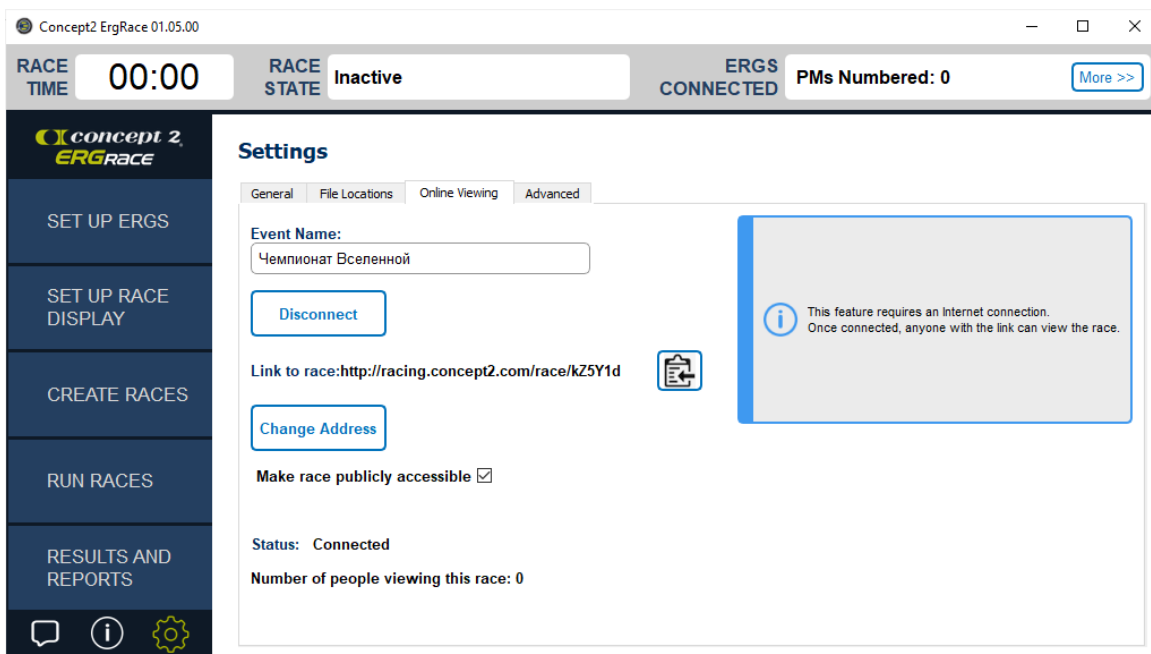 Concept2 ErgRace 01.05.00
RACE TIME
00:00
RACE STATE
Inactive
ERGS CONNECTED
PMs Numbered: 0
More >>
concept 2
ERGRACE
SET UP ERGS
SET UP RACE
DISPLAY
CREATE RACES
RUN RACES
RESULTS AND
REPORTS
Settings
General
File Locations
Online Viewing
Advanced
Event Name:
Чемпионат Вселенной
Disconnect
Link to race:http://racing.concept2.com/race/kZ5Y1d
Change Address
Make race publicly accessible
Status: Connected
Number of people viewing this race: 0
This feature requires an Internet connection.
Once connected, anyone with the link can view the race.